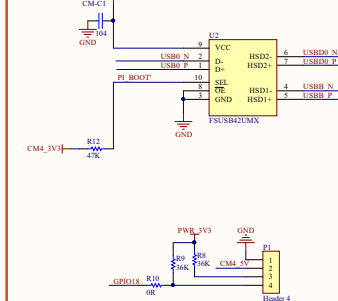 CM-C1
104
GND
U2
9 VCC
USB0_N 2 D-
USB0_P 1 D+
HSD2- 6 USBD0_N
HSD2+ 7 USBD0_P
PI_BOOT' 10 SEL
8 OE
3 GND
HSD1- 4 USBB_N
HSD1+ 5 USBB_P
GND
FSUSB42UMX
CM4_3V3
R12
47K
PWR_3V3
GND
R9
36K
R8
36K
P1
1
CM4_5V 2
3
GPIO18
R10
0R
4
Header 4